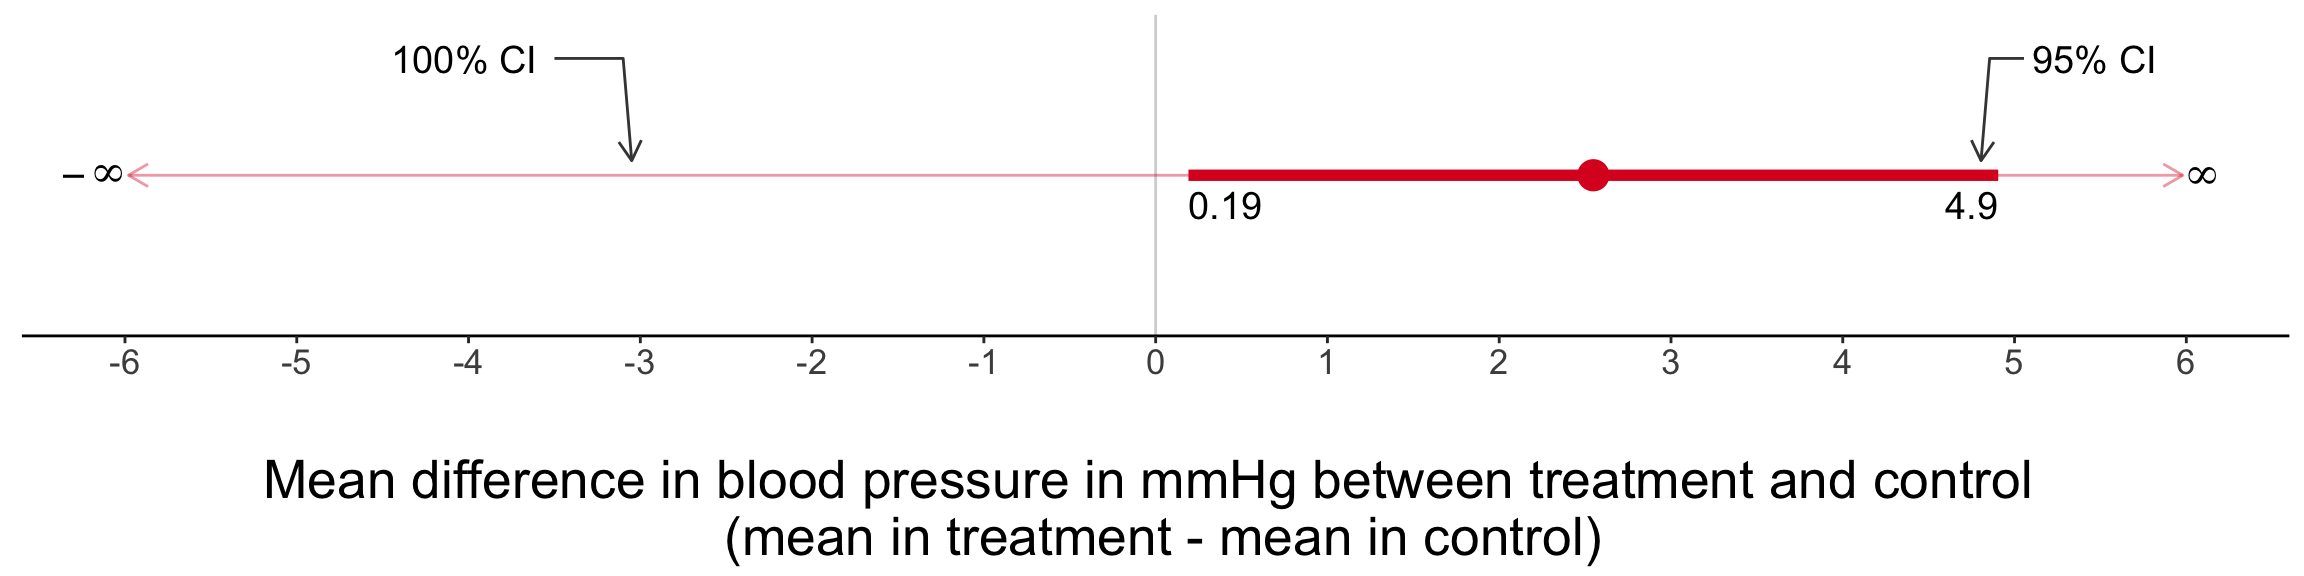 100% CI
95% CI
– ∞
∞
0.19
4.9
-6 -5 -4 -3 -2 -1 0 1 2 3 4 5 6
Mean difference in blood pressure in mmHg between treatment and control
(mean in treatment - mean in control)